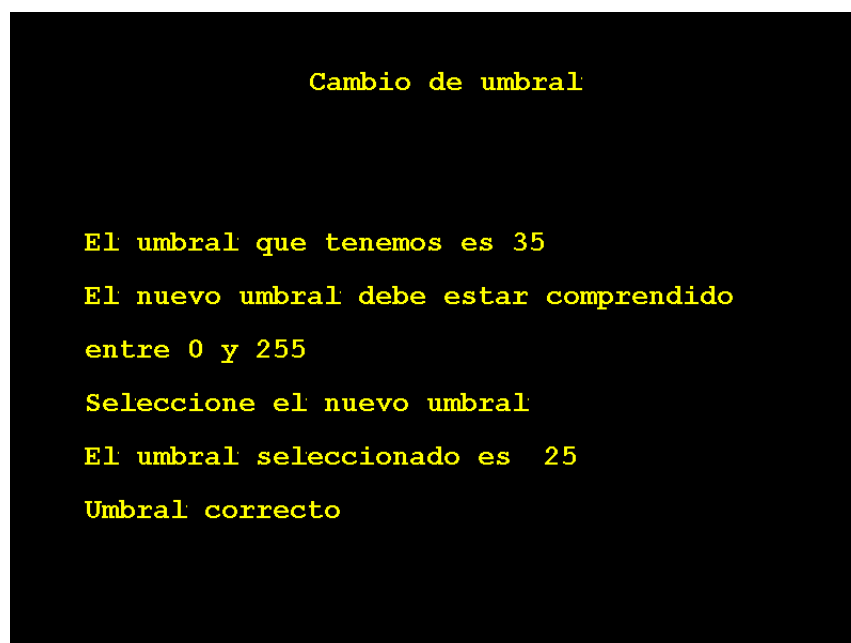 Cambio de umbral
El umbral que tenemos es 35
El nuevo umbral debe estar comprendido
entre 0 y 255
Seleccione el nuevo umbral
El umbral seleccionado es  25
Umbral correcto